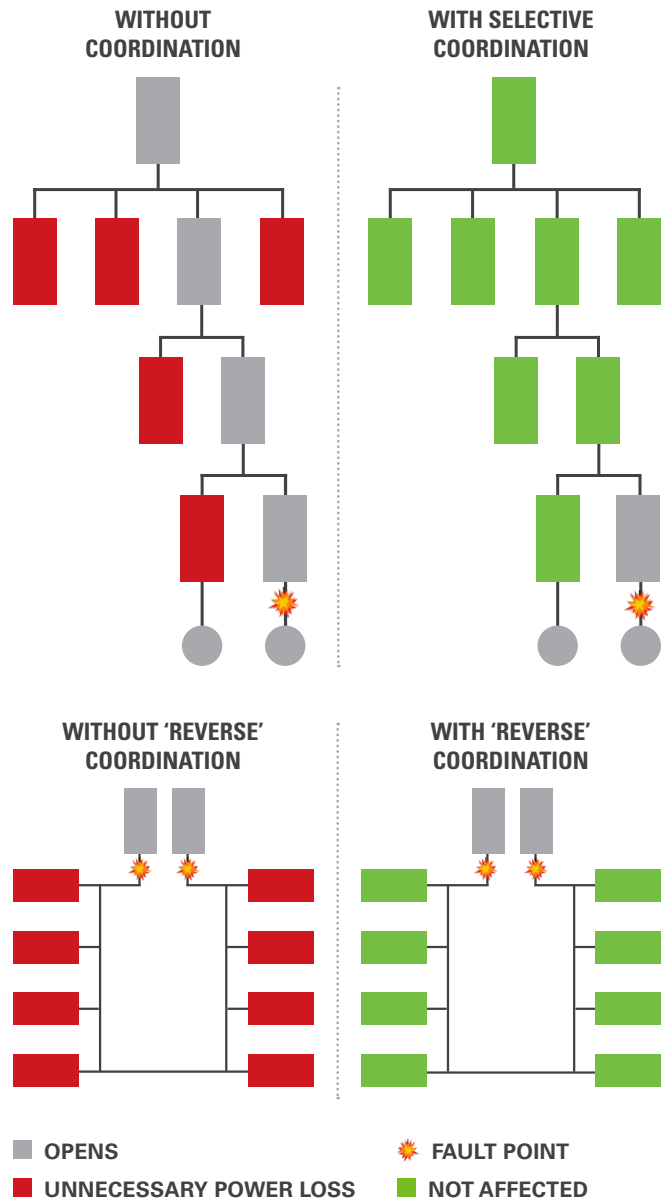 WITHOUT
COORDINATION
WITH SELECTIVE
COORDINATION
WITHOUT ‘REVERSE’
COORDINATION
WITH ‘REVERSE’
COORDINATION
OPENS
FAULT POINT
UNNECESSARY POWER LOSS
NOT AFFECTED